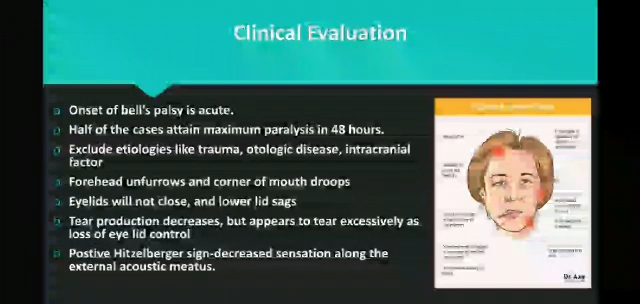 Clinical Evaluation
Onset of bell's palsy is acute.
Half of the cases attain maximum paralysis in 48 hours.
Exclude etiologies like trauma, otologic disease, intracranial
factor
Forehead unfurrows and corner of mouth droops
Eyelids will not close, and lower lid sags
Tear production decreases, but appears to tear excessively as
loss of eye lid control
Postive Hitzelberger sign-decreased sensation along the
external acoustic meatus.
Dr. Axe